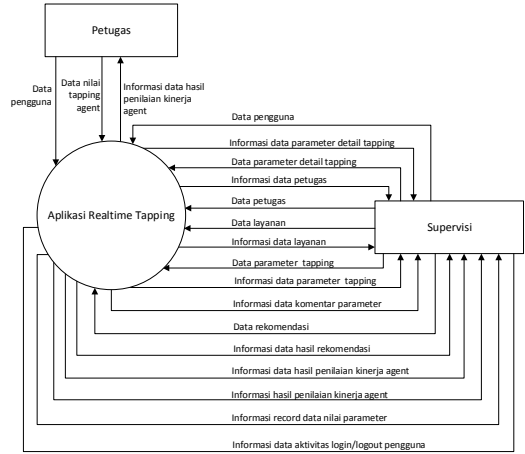 Petugas
Data
pengguna
Data nilai
tapping
agent
Informasi data hasil
penilaian kinerja
agent
Data pengguna
Informasi data parameter detail tapping
Data parameter detail tapping
Informasi data petugas
Data petugas
Aplikasi Realtime Tapping
Data layanan
Supervisi
Informasi data layanan
Data parameter tapping
Informasi data parameter tapping
Informasi data komentar parameter
Data rekomendasi
Informasi data hasil rekomendasi
Informasi data hasil penilaian kinerja agent
Informasi hasil penilaian kinerja agent
Informasi record data nilai parameter
Informasi data aktivitas login/logout pengguna